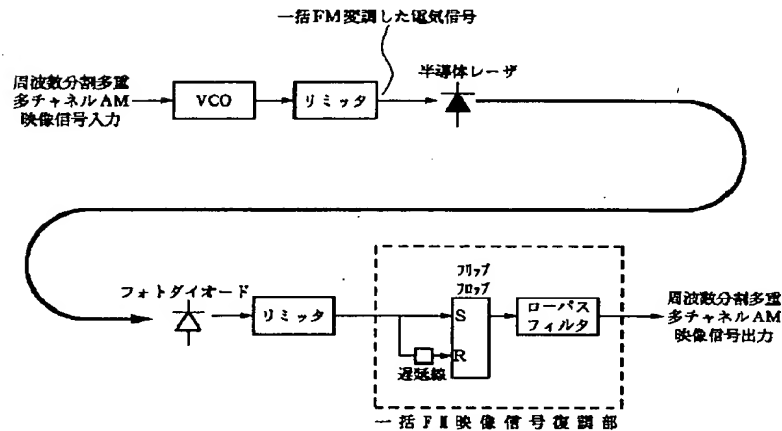 一括FM変調した電気信号
周波数分割多重
多チャネルAM
映像信号入力
VCO
リミッタ
半導体レーザ
フォトダイオード
リミッタ
フリップ
フロップ
S
R
遅延線
ローパス
フィルタ
周波数分割多重
多チャネルAM
映像信号出力
一括FM映像信号復調部